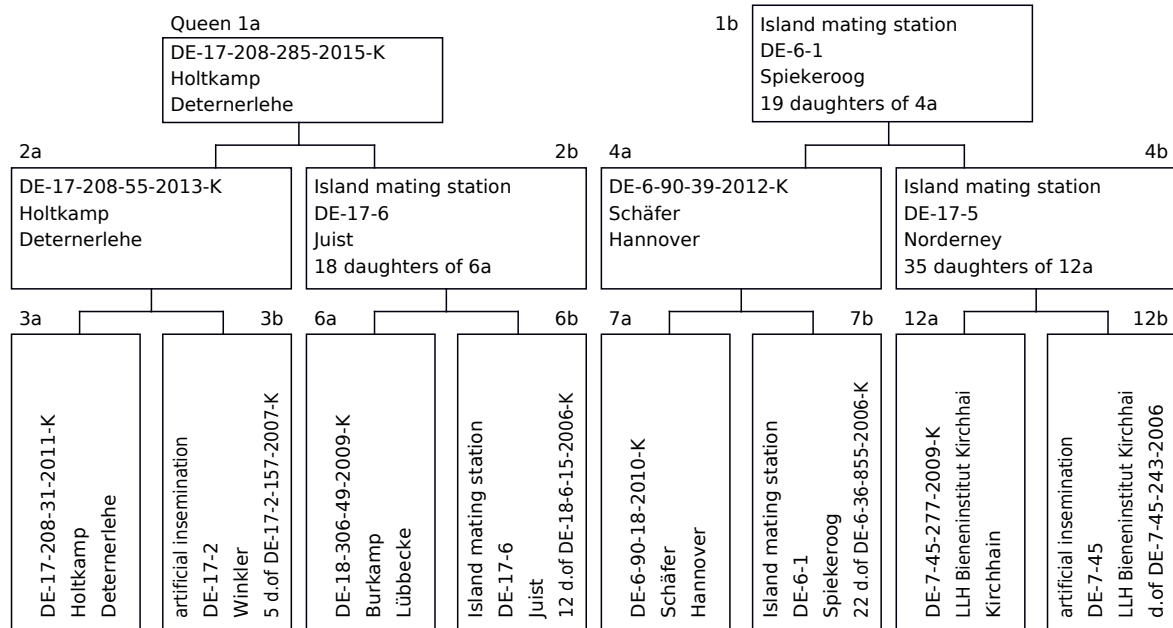 Queen 1a
DE-17-208-285-2015-K
Holtkamp
Deternerlehe
1b
Island mating station
DE-6-1
Spiekeroog
19 daughters of 4a
2a
DE-17-208-55-2013-K
Holtkamp
Deternerlehe
2b
Island mating station
DE-17-6
Juist
18 daughters of 6a
4a
DE-6-90-39-2012-K
Schäfer
Hannover
4b
Island mating station
DE-17-5
Norderney
35 daughters of 12a
3a
DE-17-208-31-2011-K
Holtkamp
Deternerlehe
3b
artificial insemination
DE-17-2
Winkler
5 d.of DE-17-2-157-2007-K
6a
DE-18-306-49-2009-K
Burkamp
Lübbecke
6b
Island mating station
DE-17-6
Juist
12 d.of DE-18-6-15-2006-K
7a
DE-6-90-18-2010-K
Schäfer
Hannover
7b
Island mating station
DE-6-1
Spiekeroog
22 d.of DE-6-36-855-2006-K
12a
DE-7-45-277-2009-K
LLH Bieneninstitut Kirchhai
Kirchhain
12b
artificial insemination
DE-7-45
LLH Bieneninstitut Kirchhai
d.of DE-7-45-243-2006